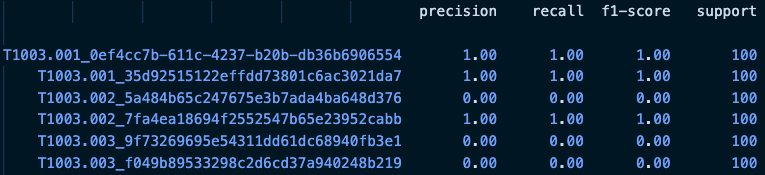 precision recall f1-score support
T1003.001_0ef4cc7b-611c-4237-b20b-db36b6906554 1.00 1.00 1.00 100
T1003.001_35d92515122effdd73801c6ac3021da7 1.00 1.00 1.00 100
T1003.002_5a484b65c247675e3b7ada4ba648d376 0.00 0.00 0.00 100
T1003.002_7fa4ea18694f2552547b65e23952cabb 1.00 1.00 1.00 100
T1003.003_9f73269695e54311dd61dc68940fb3e1 0.00 0.00 0.00 100
T1003.003_f049b89533298c2d6cd37a940248b219 0.00 0.00 0.00 100